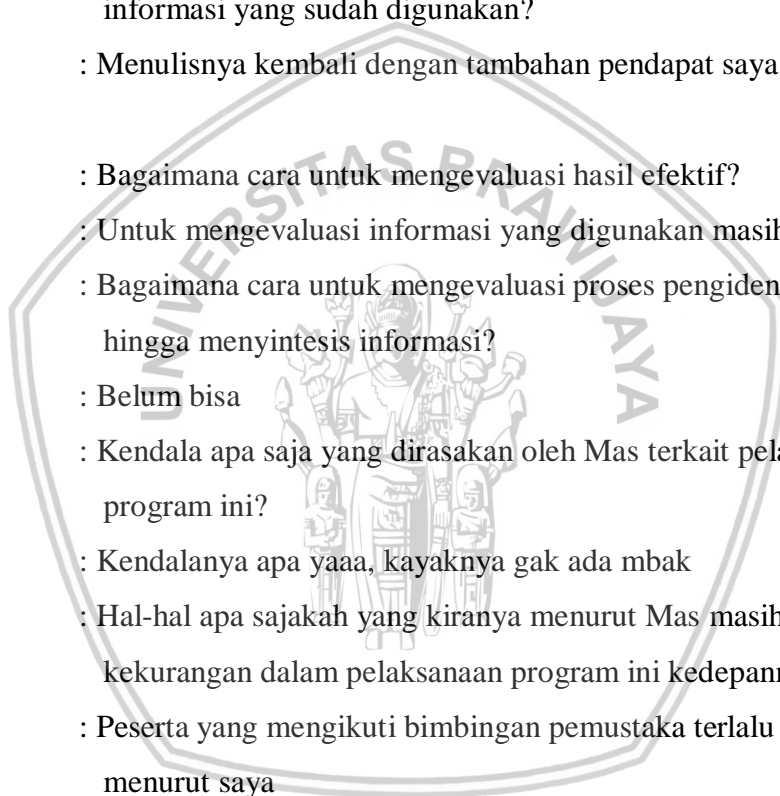 informasi yang sudah digunakan?
: Menulisnya kembali dengan tambahan pendapat saya
: Bagaimana cara untuk mengevaluasi hasil efektif?
: Untuk mengevaluasi informasi yang digunakan masih
: Bagaimana cara untuk mengevaluasi proses pengiden
hingga menyintesis informasi?
: Belum bisa
: Kendala apa saja yang dirasakan oleh Mas terkait pela
program ini?
: Kendalanya apa yaaa, kayaknya gak ada mbak
: Hal-hal apa sajakah yang kiranya menurut Mas masih
kekurangan dalam pelaksanaan program ini kedepann
: Peserta yang mengikuti bimbingan pemustaka terlalu
menurut saya
UNIVERSITAS BRAWIJAYA